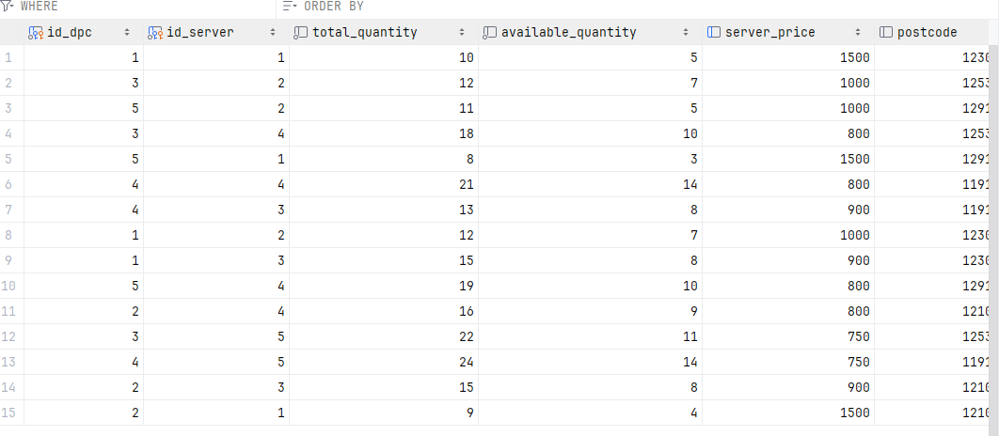 WHERE ORDER BY
id_dpc id_server total_quantity available_quantity server_price postcode
1 1 1 10 5 1500 1230
2 3 2 12 7 1000 1253
3 5 2 11 5 1000 1291
4 3 4 18 10 800 1253
5 5 1 8 3 1500 1291
6 4 4 21 14 800 1191
7 4 3 13 8 900 1191
8 1 2 12 7 1000 1230
9 1 3 15 8 900 1230
10 5 4 19 10 800 1291
11 2 4 16 9 800 1210
12 3 5 22 11 750 1253
13 4 5 24 14 750 1191
14 2 3 15 8 900 1210
15 2 1 9 4 1500 1210